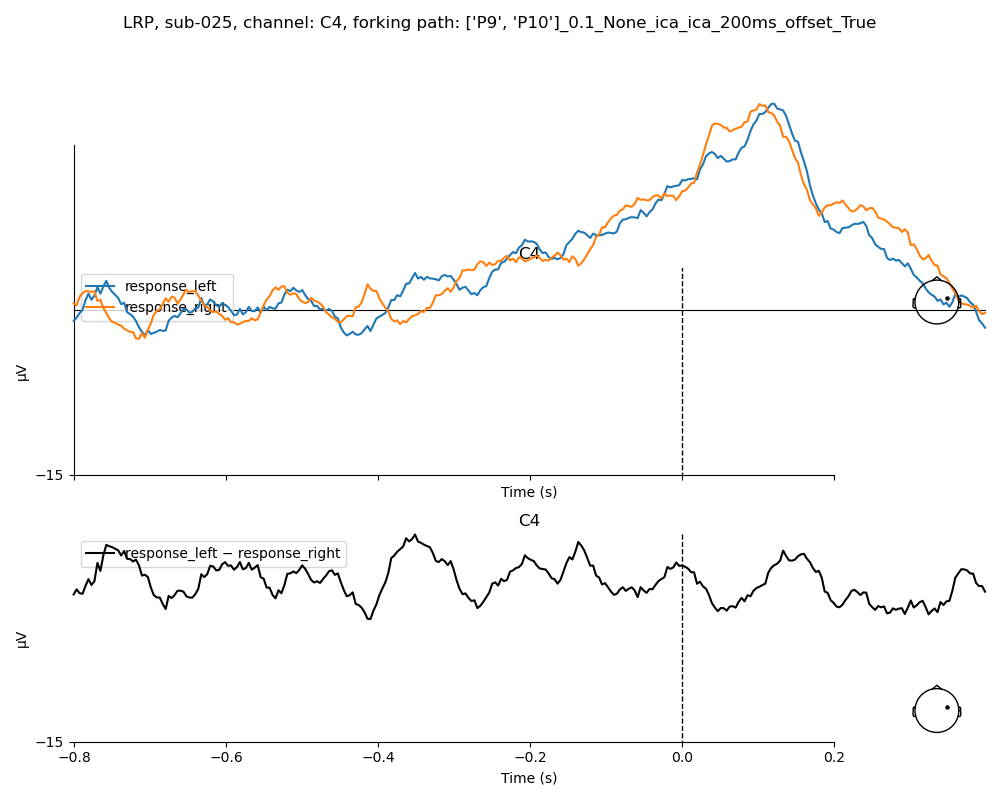 LRP, sub-025, channel: C4, forking path: ['P9', 'P10']_0.1_None_ica_ica_200ms_offset_True
C4
response_left
response_right
µV
−15
Time (s)
C4
response_left − response_right
µV
−15
−0.8 −0.6 −0.4 −0.2 0.0 0.2
Time (s)